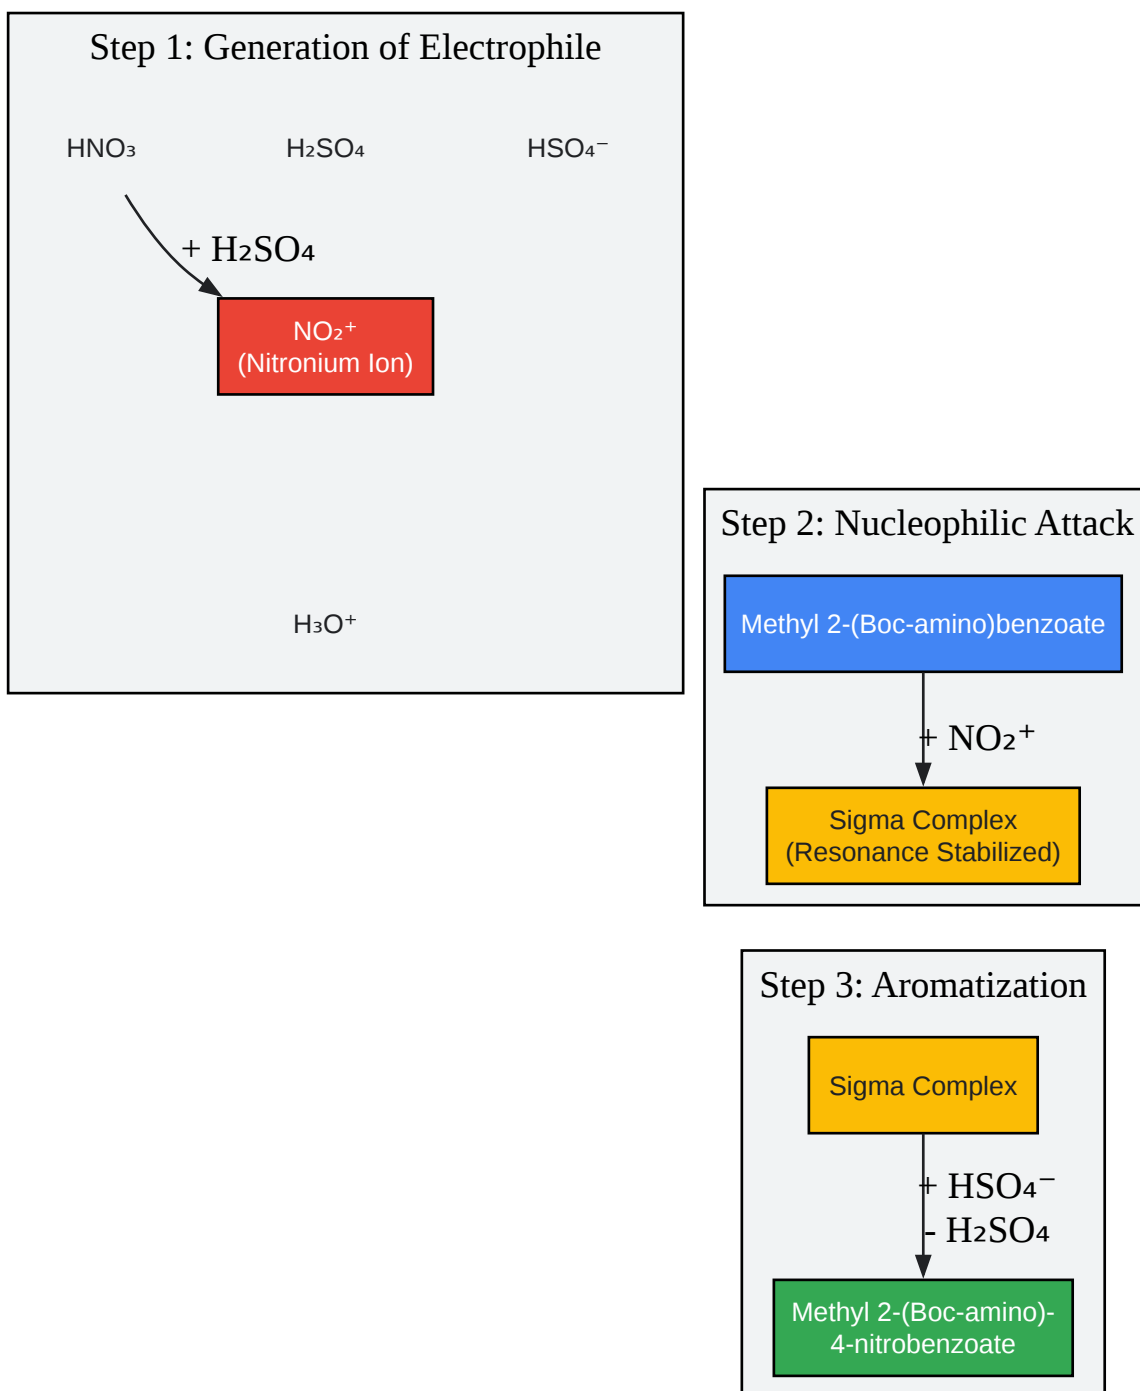 Step 1: Generation of Electrophile
HNO₃
H₂SO₄
HSO₄⁻
+ H₂SO₄
NO₂⁺
(Nitronium Ion)
H₃O⁺
Step 2: Nucleophilic Attack
Methyl 2-(Boc-amino)benzoate
+ NO₂⁺
Sigma Complex
(Resonance Stabilized)
Step 3: Aromatization
Sigma Complex
+ HSO₄⁻
- H₂SO₄
Methyl 2-(Boc-amino)-
4-nitrobenzoate